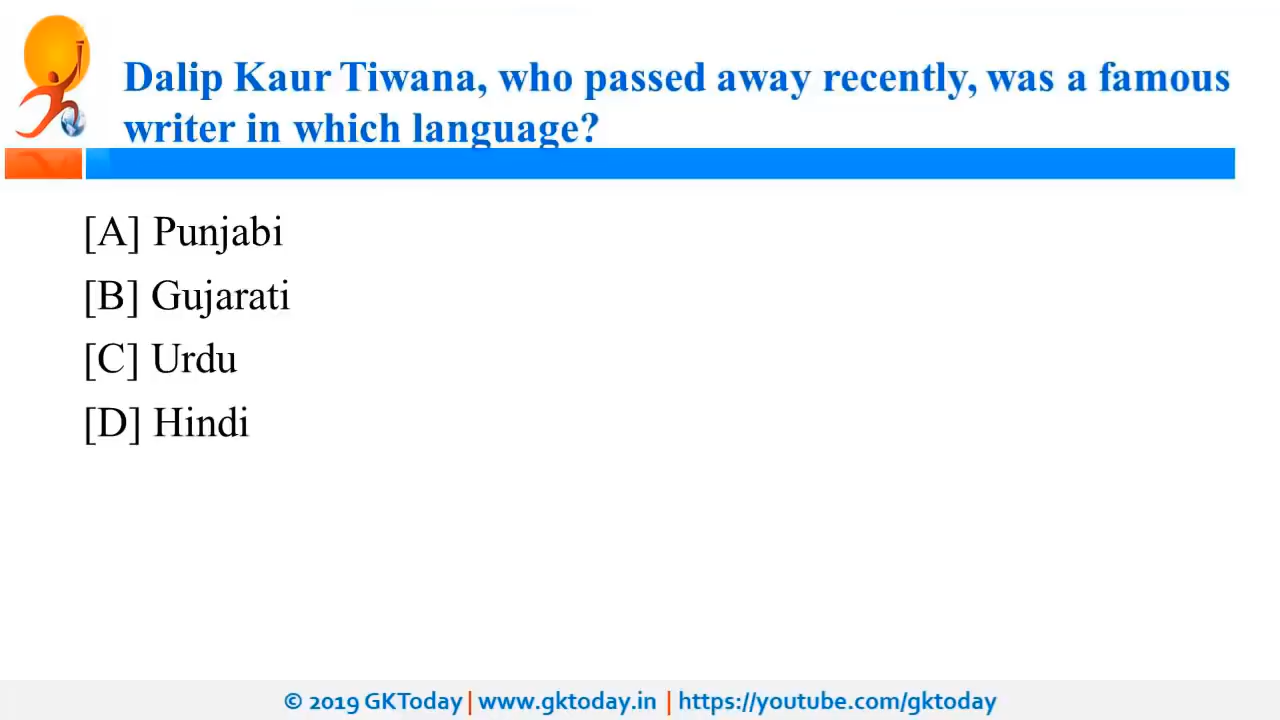 Dalip Kaur Tiwana, who passed away recently, was a famous
writer in which language?
[A] Punjabi
[B] Gujarati
[C] Urdu
[D] Hindi
© 2019 GKToday | www.gktoday.in | https://youtube.com/gktoday